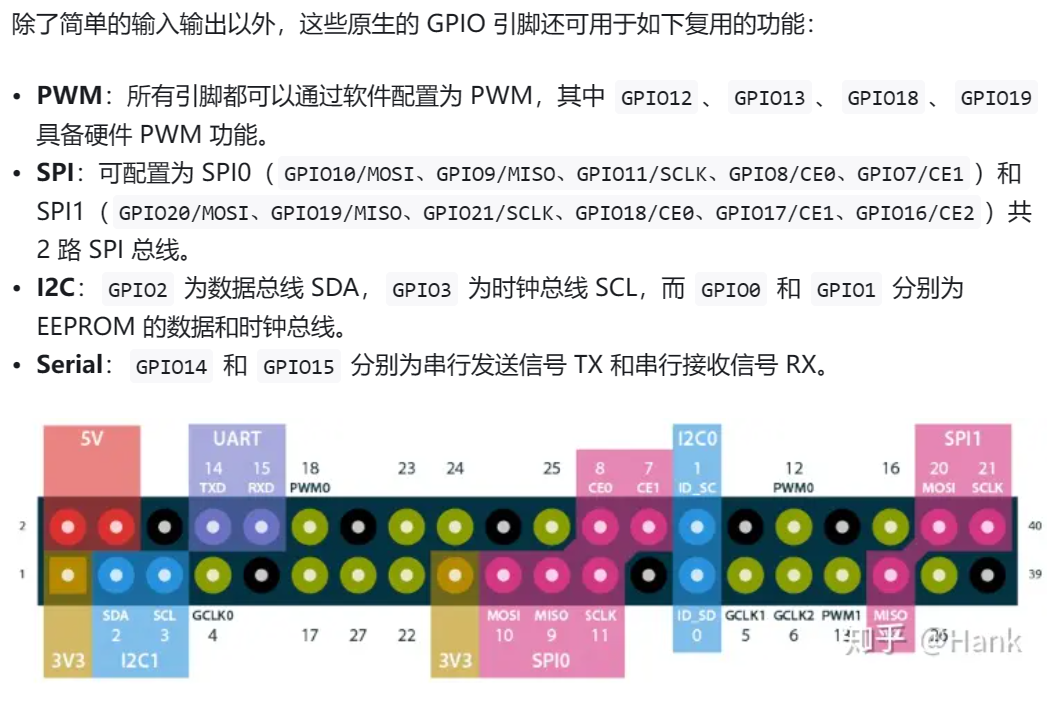 除了简单的输入输出以外，这些原生的 GPIO 引脚还可用于如下复用的功能：
• PWM：所有引脚都可以通过软件配置为 PWM，其中 GPIO12 、 GPIO13 、 GPIO18 、 GPIO19
具备硬件 PWM 功能。
• SPI：可配置为 SPI0（ GPIO10/MOSI、GPIO9/MISO、GPIO11/SCLK、GPIO8/CE0、GPIO7/CE1 ）和
SPI1（ GPIO20/MOSI、GPIO19/MISO、GPIO21/SCLK、GPIO18/CE0、GPIO17/CE1、GPIO16/CE2 ）共
2 路 SPI 总线。
• I2C： GPIO2 为数据总线 SDA， GPIO3 为时钟总线 SCL，而 GPIO0 和 GPIO1 分别为
EEPROM 的数据和时钟总线。
• Serial： GPIO14 和 GPIO15 分别为串行发送信号 TX 和串行接收信号 RX。
5V UART I2C0 SPI1
14 15 18 23 24 25 8 7 1 12 16 20 21
TXD RXD PWM0 CE0 CE1 ID_SC PWM0 MOSI SCLK
2 40
1 39
SDA SCL GCLK0 MOSI MISO SCLK ID_SD GCLK1 GCLK2 PWM1 MISO
2 3 4 17 27 22 10 9 11 0 5 6 13 26
3V3 I2C1 3V3 SPI0
知乎 @Hank